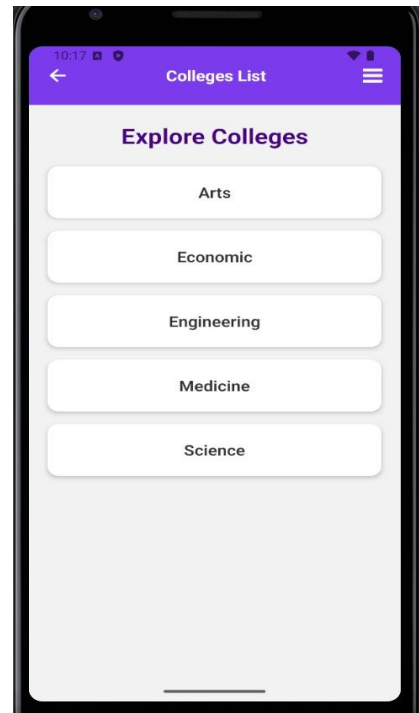 10:17
Colleges List
Explore Colleges
Arts
Economic
Engineering
Medicine
Science